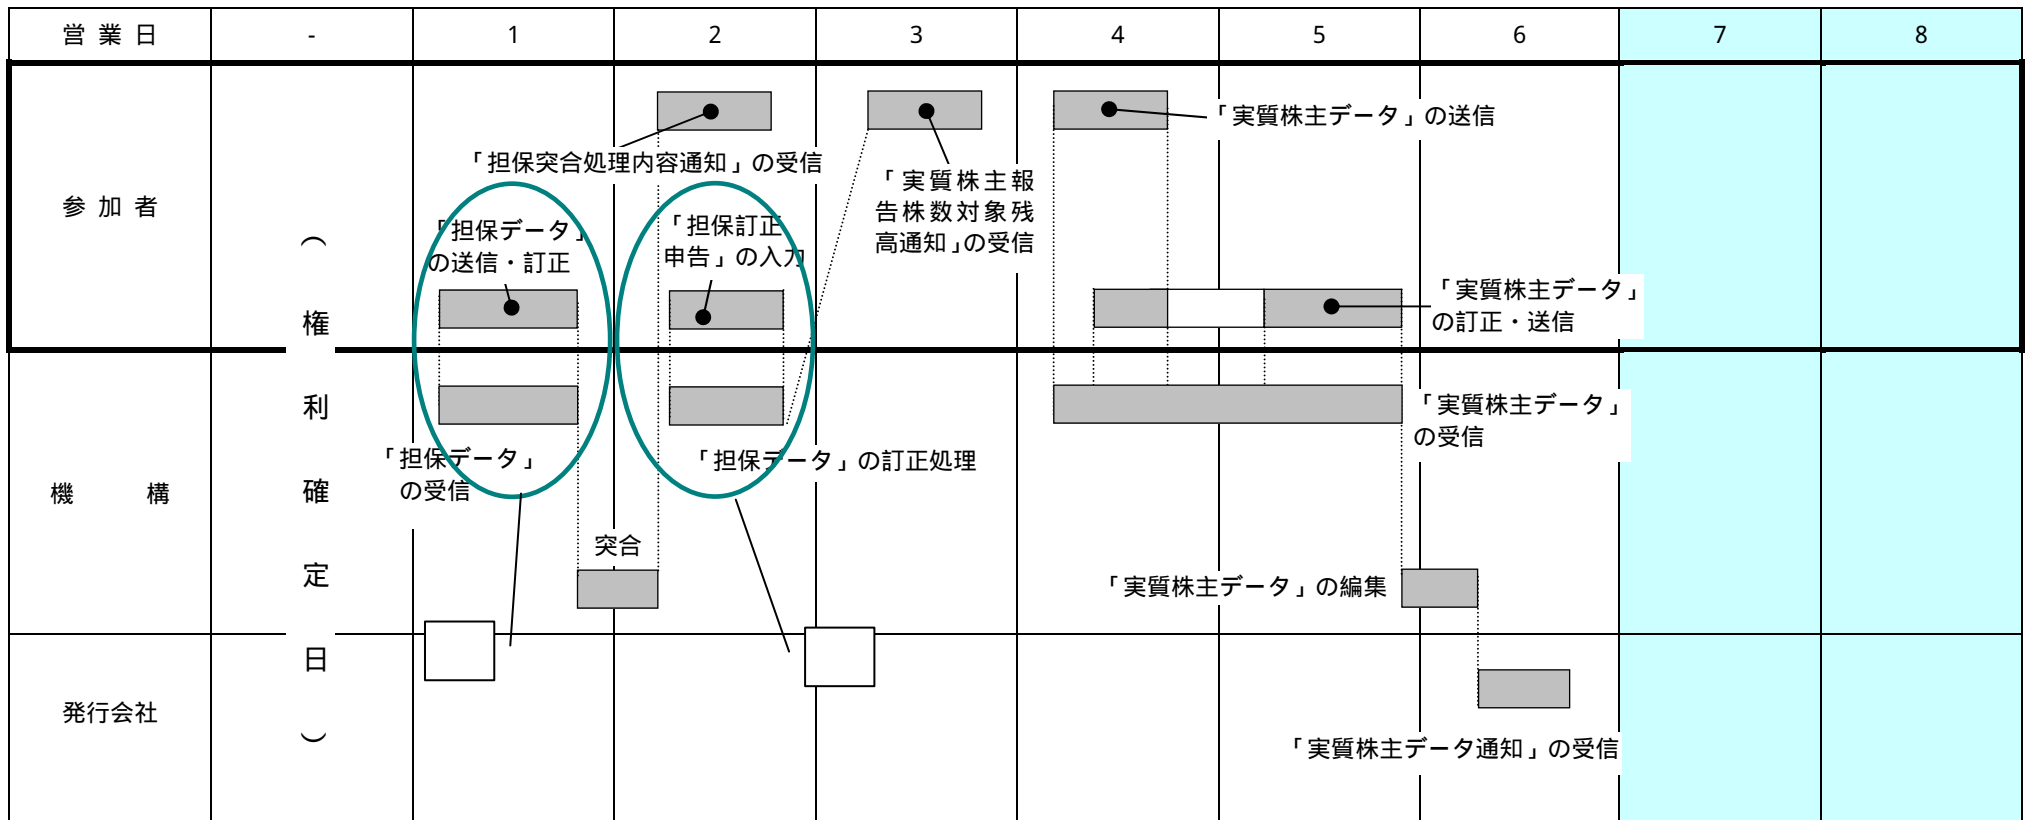 営業日 - 1 2 3 4 5 6 7 8
参加者
機構
発行会社
（権利確定日）
「担保突合処理内容通知」の受信
「担保データ」
の送信・訂正
「担保訂正
申告」の入力
「実質株主報
告株数対象残
高通知」の受信
「実質株主データ」の送信
「実質株主データ」
の訂正・送信
「担保データ」
の受信
「担保データ」の訂正処理
「実質株主データ」
の受信
突合
「実質株主データ」の編集
「実質株主データ通知」の受信